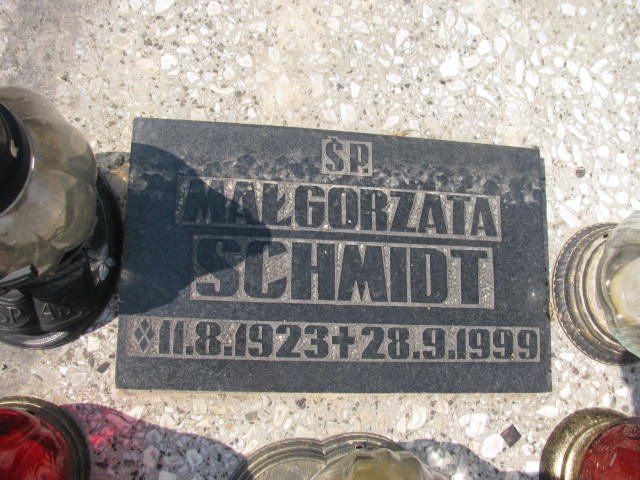 ŚP.
MAŁGORZATA
SCHMIDT
11.8.1923 + 28.9.1999